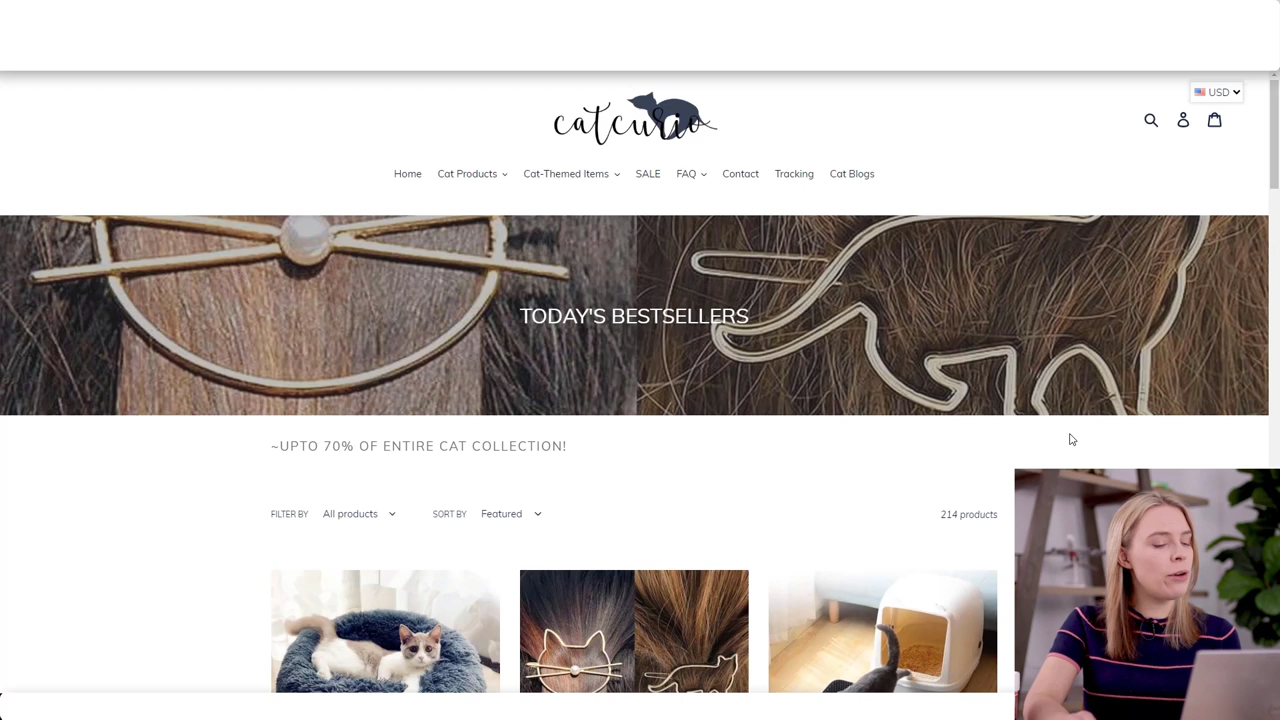 USD
catcurio
Home Cat Products Cat-Themed Items SALE FAQ Contact Tracking Cat Blogs
TODAY'S BESTSELLERS
~UPTO 70% OF ENTIRE CAT COLLECTION!
FILTER BY All products SORT BY Featured 214 products